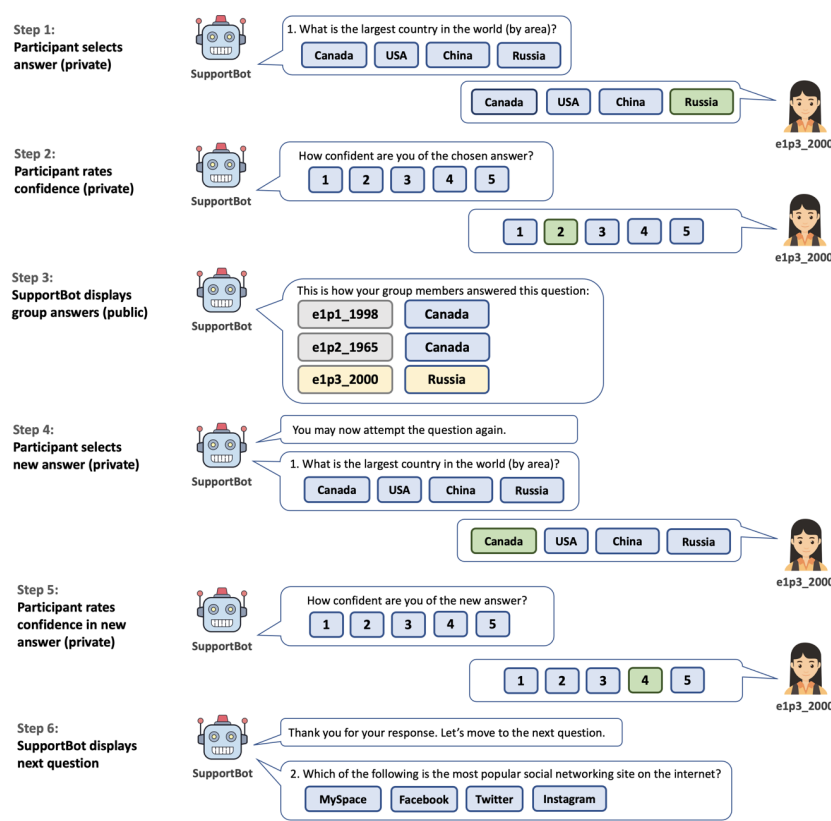 Step 1:
Participant selects
answer (private)
SupportBot
1. What is the largest country in the world (by area)?
Canada USA China Russia
Canada USA China Russia
e1p3_2000
Step 2:
Participant rates
confidence (private)
SupportBot
How confident are you of the chosen answer?
1 2 3 4 5
1 2 3 4 5
e1p3_2000
Step 3:
SupportBot displays
group answers (public)
SupportBot
This is how your group members answered this question:
e1p1_1998 Canada
e1p2_1965 Canada
e1p3_2000 Russia
Step 4:
Participant selects
new answer (private)
SupportBot
You may now attempt the question again.
1. What is the largest country in the world (by area)?
Canada USA China Russia
Canada USA China Russia
e1p3_2000
Step 5:
Participant rates
confidence in new
answer (private)
SupportBot
How confident are you of the new answer?
1 2 3 4 5
1 2 3 4 5
e1p3_2000
Step 6:
SupportBot displays
next question
SupportBot
Thank you for your response. Let's move to the next question.
2. Which of the following is the most popular social networking site on the internet?
MySpace Facebook Twitter Instagram